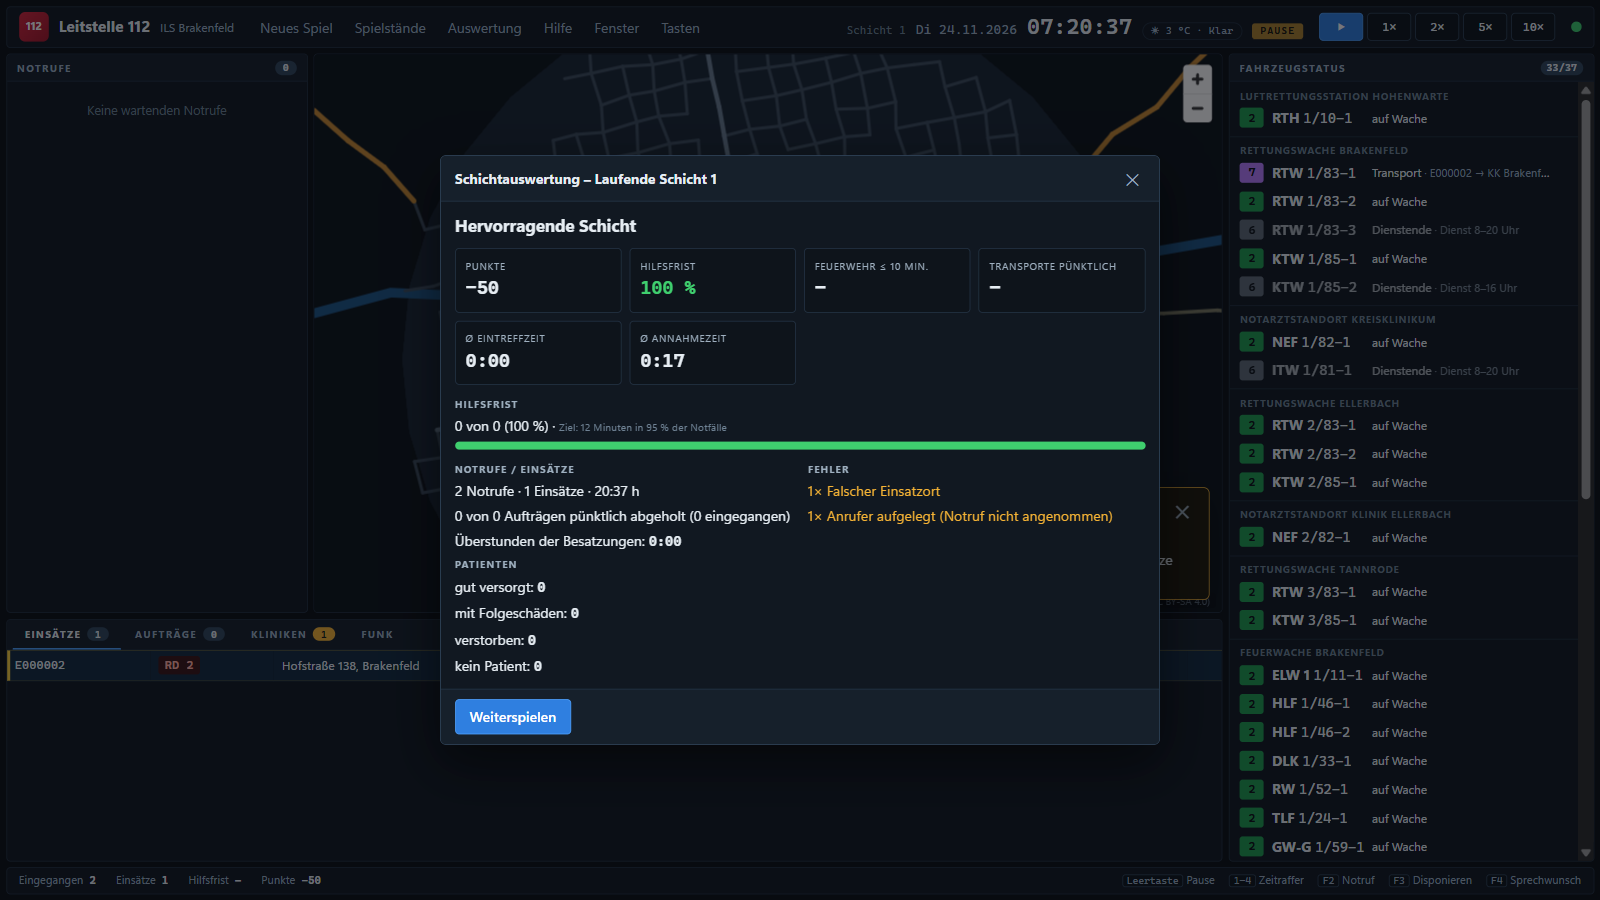 112 Leitstelle 112 ILS Brakenfeld Neues Spiel Spielstände Auswertung Hilfe Fenster Tasten Schicht 1 Di 24.11.2026 07:20:37 ☀ 3 °C · Klar PAUSE 1× 2× 5× 10×
NOTRUFE 0
Keine wartenden Notrufe
+
−
Schichtauswertung – Laufende Schicht 1
Hervorragende Schicht
PUNKTE
−50
HILFSFRIST
100 %
FEUERWEHR ≤ 10 MIN.
–
TRANSPORTE PÜNKTLICH
–
Ø EINTREFFZEIT
0:00
Ø ANNAHMEZEIT
0:17
HILFSFRIST
0 von 0 (100 %) · Ziel: 12 Minuten in 95 % der Notfälle
NOTRUFE / EINSÄTZE
2 Notrufe · 1 Einsätze · 20:37 h
0 von 0 Aufträgen pünktlich abgeholt (0 eingegangen)
Überstunden der Besatzungen: 0:00
FEHLER
1× Falscher Einsatzort
1× Anrufer aufgelegt (Notruf nicht angenommen)
PATIENTEN
gut versorgt: 0
mit Folgeschäden: 0
verstorben: 0
kein Patient: 0
Weiterspielen
ze
BY-SA 4.0)
EINSÄTZE 1 AUFTRÄGE 0 KLINIKEN 1 FUNK
E000002 RD 2 Hofstraße 138, Brakenfeld
FAHRZEUGSTATUS 33/37
LUFTRETTUNGSSTATION HOHENWARTE
2 RTH 1/10-1 auf Wache
RETTUNGSWACHE BRAKENFELD
7 RTW 1/83-1 Transport · E000002 → KK Brakenf...
2 RTW 1/83-2 auf Wache
6 RTW 1/83-3 Dienstende · Dienst 8–20 Uhr
2 KTW 1/85-1 auf Wache
6 KTW 1/85-2 Dienstende · Dienst 8–16 Uhr
NOTARZTSTANDORT KREISKLINIKUM
2 NEF 1/82-1 auf Wache
6 ITW 1/81-1 Dienstende · Dienst 8–20 Uhr
RETTUNGSWACHE ELLERBACH
2 RTW 2/83-1 auf Wache
2 RTW 2/83-2 auf Wache
2 KTW 2/85-1 auf Wache
NOTARZTSTANDORT KLINIK ELLERBACH
2 NEF 2/82-1 auf Wache
RETTUNGSWACHE TANNRODE
2 RTW 3/83-1 auf Wache
2 KTW 3/85-1 auf Wache
FEUERWACHE BRAKENFELD
2 ELW 1 1/11-1 auf Wache
2 HLF 1/46-1 auf Wache
2 HLF 1/46-2 auf Wache
2 DLK 1/33-1 auf Wache
2 RW 1/52-1 auf Wache
2 TLF 1/24-1 auf Wache
2 GW-G 1/59-1 auf Wache
Eingegangen 2 Einsätze 1 Hilfsfrist – Punkte −50 Leertaste Pause 1–4 Zeitraffer F2 Notruf F3 Disponieren F4 Sprechwunsch